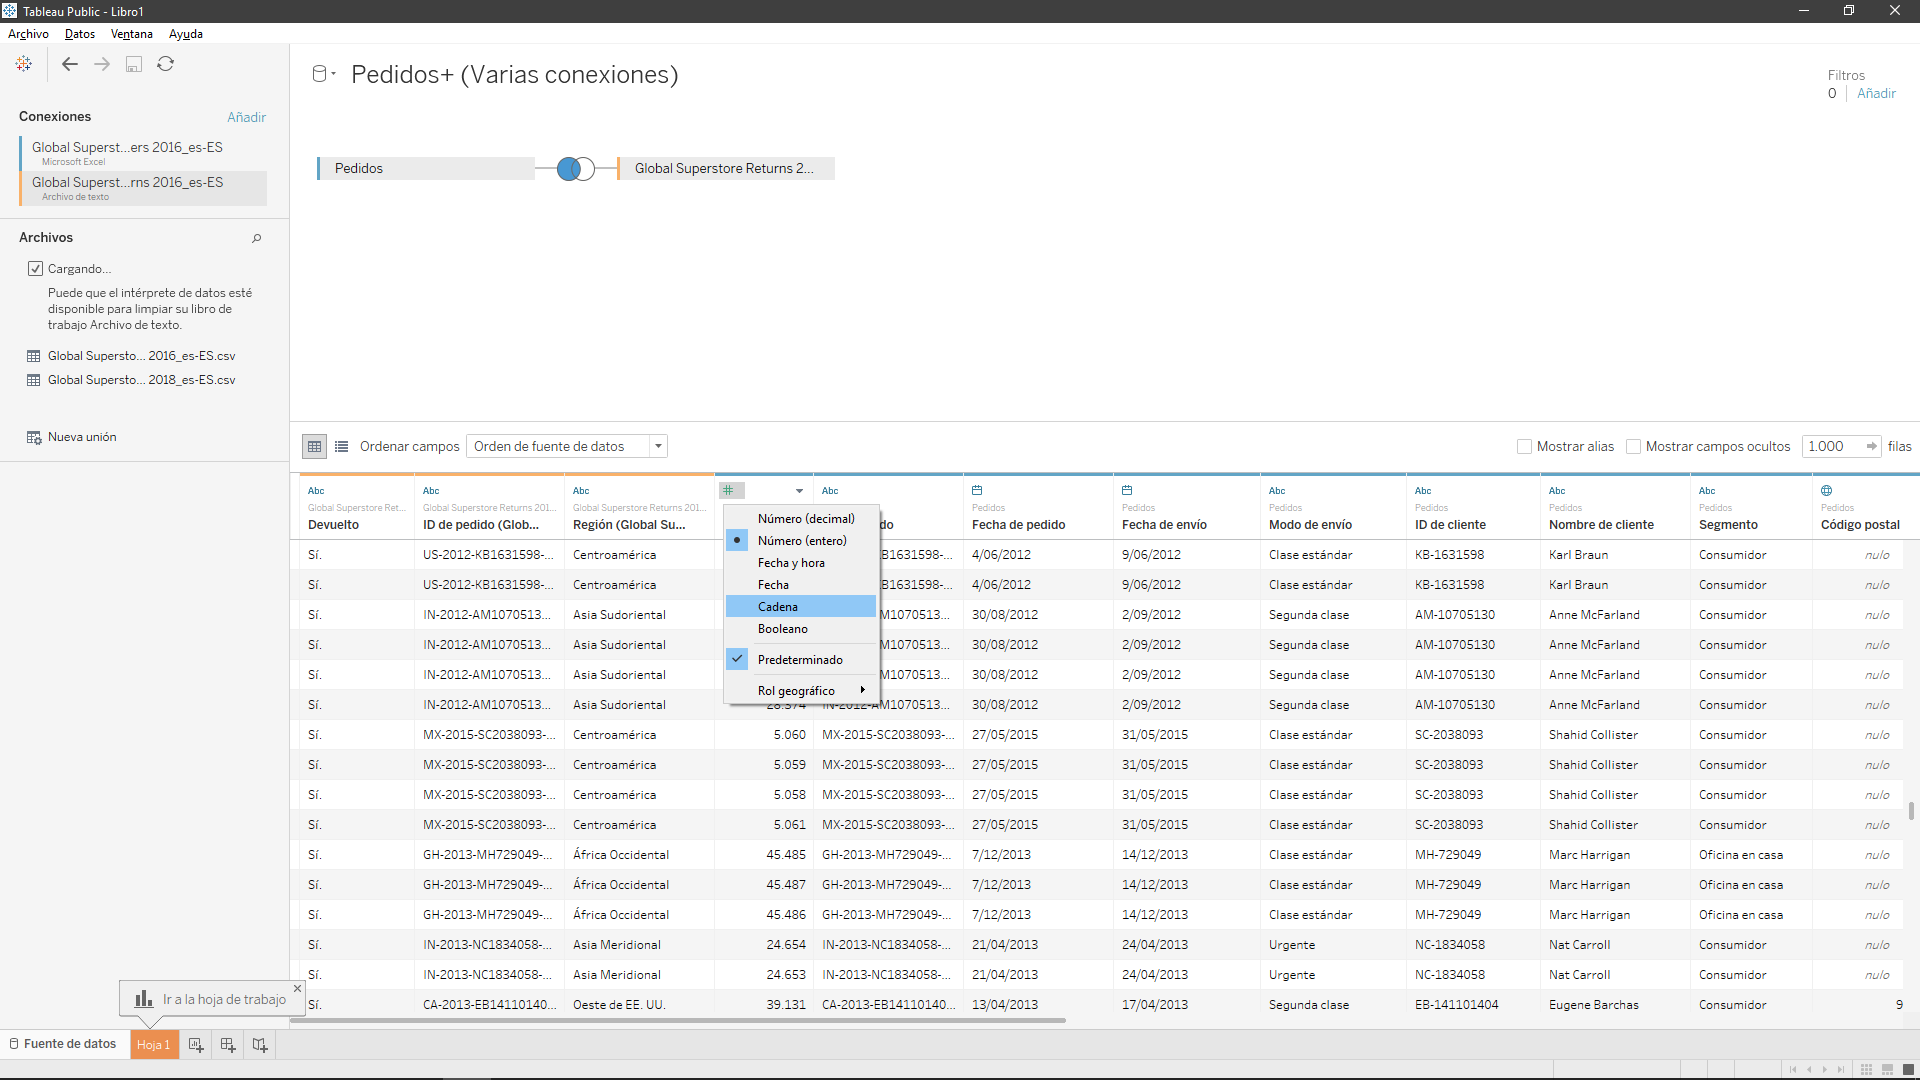 Tableau Public - Libro1
Archivo Datos Ventana Ayuda
Pedidos+ (Varias conexiones)
Filtros
0 Añadir
Conexiones Añadir
Global Superst...ers 2016_es-ES
Microsoft Excel
Global Superst...rns 2016_es-ES
Archivo de texto
Pedidos Global Superstore Returns 2...
Archivos
Cargando...
Puede que el intérprete de datos esté
disponible para limpiar su libro de
trabajo Archivo de texto.
Global Supersto... 2016_es-ES.csv
Global Supersto... 2018_es-ES.csv
Nueva unión
Ordenar campos Orden de fuente de datos Mostrar alias Mostrar campos ocultos 1.000 filas
Abc Abc Abc # Abc Abc Abc Abc Abc
Global Superstore Ret... Global Superstore Returns 201... Global Superstore Returns 201... Pedidos Pedidos Pedidos Pedidos Pedidos Pedidos Pedidos
Devuelto ID de pedido (Glob... Región (Global Su... do Fecha de pedido Fecha de envío Modo de envío ID de cliente Nombre de cliente Segmento Código postal
Número (decimal)
Número (entero)
Fecha y hora
Fecha
Cadena
Booleano
Predeterminado
Rol geográfico
Sí. US-2012-KB1631598-... Centroamérica KB1631598-... 4/06/2012 9/06/2012 Clase estándar KB-1631598 Karl Braun Consumidor nulo
Sí. US-2012-KB1631598-... Centroamérica KB1631598-... 4/06/2012 9/06/2012 Clase estándar KB-1631598 Karl Braun Consumidor nulo
Sí. IN-2012-AM1070513... Asia Sudoriental AM1070513... 30/08/2012 2/09/2012 Segunda clase AM-10705130 Anne McFarland Consumidor nulo
Sí. IN-2012-AM1070513... Asia Sudoriental AM1070513... 30/08/2012 2/09/2012 Segunda clase AM-10705130 Anne McFarland Consumidor nulo
Sí. IN-2012-AM1070513... Asia Sudoriental AM1070513... 30/08/2012 2/09/2012 Segunda clase AM-10705130 Anne McFarland Consumidor nulo
Sí. IN-2012-AM1070513... Asia Sudoriental 28.374 IN-2012-AM1070513... 30/08/2012 2/09/2012 Segunda clase AM-10705130 Anne McFarland Consumidor nulo
Sí. MX-2015-SC2038093-... Centroamérica 5.060 MX-2015-SC2038093-... 27/05/2015 31/05/2015 Clase estándar SC-2038093 Shahid Collister Consumidor nulo
Sí. MX-2015-SC2038093-... Centroamérica 5.059 MX-2015-SC2038093-... 27/05/2015 31/05/2015 Clase estándar SC-2038093 Shahid Collister Consumidor nulo
Sí. MX-2015-SC2038093-... Centroamérica 5.058 MX-2015-SC2038093-... 27/05/2015 31/05/2015 Clase estándar SC-2038093 Shahid Collister Consumidor nulo
Sí. MX-2015-SC2038093-... Centroamérica 5.061 MX-2015-SC2038093-... 27/05/2015 31/05/2015 Clase estándar SC-2038093 Shahid Collister Consumidor nulo
Sí. GH-2013-MH729049-... África Occidental 45.485 GH-2013-MH729049-... 7/12/2013 14/12/2013 Clase estándar MH-729049 Marc Harrigan Oficina en casa nulo
Sí. GH-2013-MH729049-... África Occidental 45.487 GH-2013-MH729049-... 7/12/2013 14/12/2013 Clase estándar MH-729049 Marc Harrigan Oficina en casa nulo
Sí. GH-2013-MH729049-... África Occidental 45.486 GH-2013-MH729049-... 7/12/2013 14/12/2013 Clase estándar MH-729049 Marc Harrigan Oficina en casa nulo
Sí. IN-2013-NC1834058-... Asia Meridional 24.654 IN-2013-NC1834058-... 21/04/2013 24/04/2013 Urgente NC-1834058 Nat Carroll Consumidor nulo
Sí. IN-2013-NC1834058-... Asia Meridional 24.653 IN-2013-NC1834058-... 21/04/2013 24/04/2013 Urgente NC-1834058 Nat Carroll Consumidor nulo
Sí. CA-2013-EB14110140... Oeste de EE. UU. 39.131 CA-2013-EB14110140... 13/04/2013 17/04/2013 Segunda clase EB-141101404 Eugene Barchas Consumidor 9
Ir a la hoja de trabajo
Fuente de datos Hoja 1